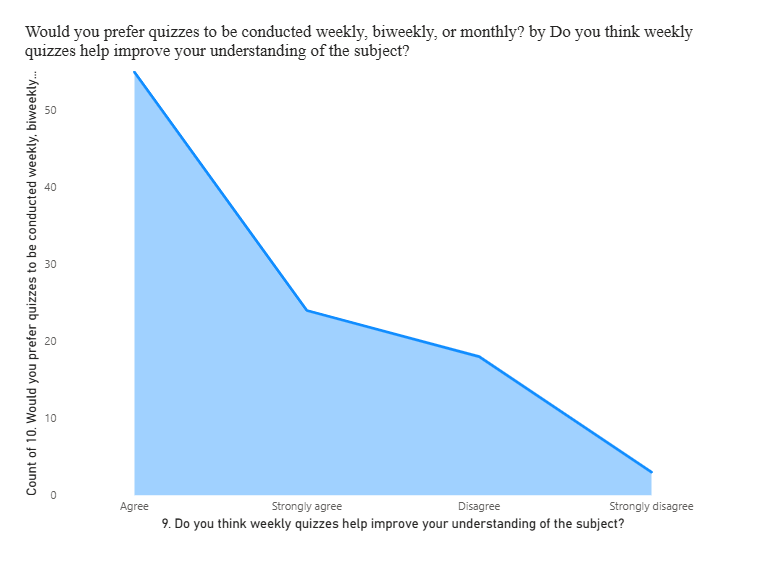 Would you prefer quizzes to be conducted weekly, biweekly, or monthly? by Do you think weekly
quizzes help improve your understanding of the subject?
Count of 10. Would you prefer quizzes to be conducted weekly, biweekly...
50
40
30
20
10
0
Agree Strongly agree Disagree Strongly disagree
9. Do you think weekly quizzes help improve your understanding of the subject?